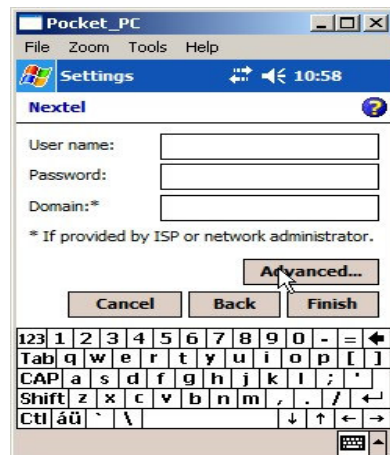 Pocket_PC
File Zoom Tools Help
Settings 10:58
Nextel ?
User name:
Password:
Domain:*
* If provided by ISP or network administrator.
Advanced...
Cancel Back Finish
123 1 2 3 4 5 6 7 8 9 0 - =
Tab q w e r t y u i o p [ ]
CAP a s d f g h j k l ; '
Shift z x c v b n m , . /
Ctl áü ` \